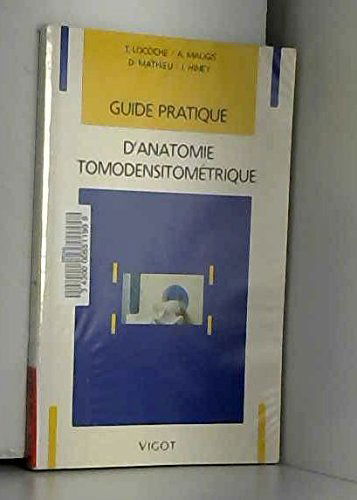 T. LOCOCHE / A. MAUGIS
D. MATHIEU / I. HINEY
GUIDE PRATIQUE
D'ANATOMIE
TOMODENSITOMÉTRIQUE
VIGOT